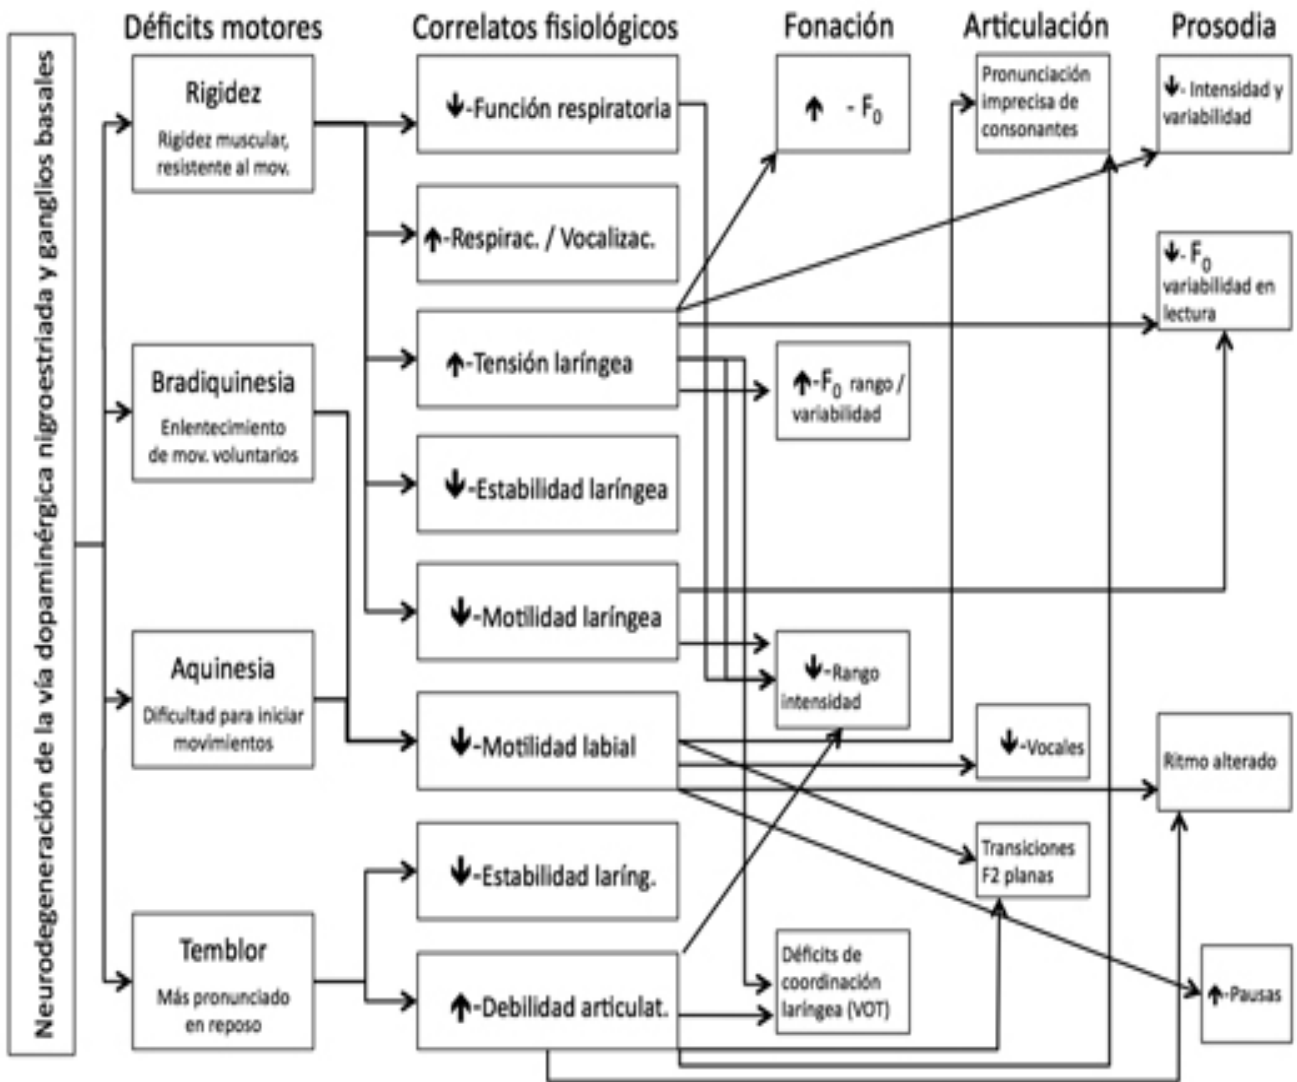 Neurodegeneración de la vía dopaminérgica nigroestriada y ganglios basales
Déficits motores
Rigidez
Rigidez muscular,
resistente al mov.
Bradiquinesia
Enlentecimiento
de mov. voluntarios
Aquinesia
Dificultad para iniciar
movimientos
Temblor
Más pronunciado
en reposo
Correlatos fisiológicos
↓-Función respiratoria
↑-Respirac. / Vocalizac.
↑-Tensión laríngea
↓-Estabilidad laríngea
↓-Motilidad laríngea
↓-Motilidad labial
↓-Estabilidad laríng.
↑-Debilidad articulat.
Fonación
↑ - F0
↑-F0 rango /
variabilidad
↓-Rango
intensidad
Déficits de
coordinación
laríngea (VOT)
Articulación
Pronunciación
imprecisa de
consonantes
↓-Vocales
Transiciones
F2 planas
Prosodia
↓- Intensidad y
variabilidad
↓- F0
variabilidad en
lectura
Ritmo alterado
↑-Pausas